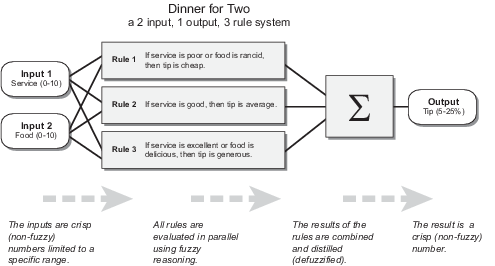 Dinner for Two
a 2 input, 1 output, 3 rule system
Input 1
Service (0-10)
Input 2
Food (0-10)
Rule 1 If service is poor or food is rancid,
then tip is cheap.
Rule 2 If service is good, then tip is average.
Rule 3 If service is excellent or food is
delicious, then tip is generous.
Σ
Output
Tip (5-25%)
The inputs are crisp
(non-fuzzy)
numbers limited to a
specific range.
All rules are
evaluated in parallel
using fuzzy
reasoning.
The results of the
rules are combined
and distilled
(defuzzified).
The result is a
crisp (non-fuzzy)
number.